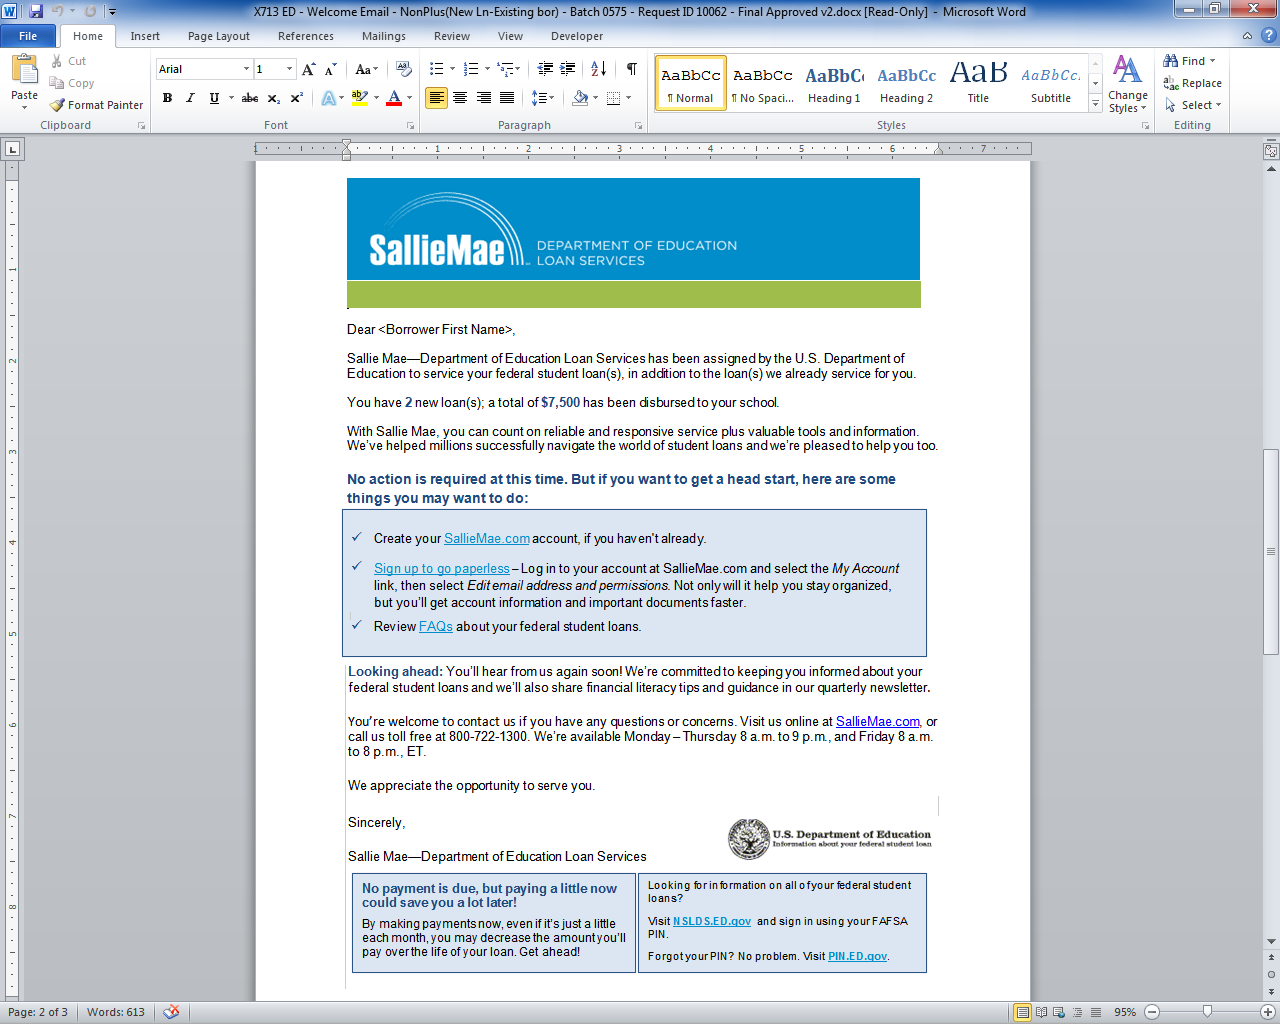 X713 ED - Welcome Email - NonPlus(New Ln-Existing bor) - Batch 0575 - Request ID 10062 - Final Approved v2.docx [Read-Only] - Microsoft Word
File Home Insert Page Layout References Mailings Review View Developer
Paste
Cut
Copy
Format Painter
Clipboard
Arial 1
Font
Paragraph
AaBbCc AaBbCc AaBbCc AaBbCc AaB AaBbCc.
¶ Normal ¶ No Spaci... Heading 1 Heading 2 Title Subtitle
Change Styles
Styles
Find
Replace
Select
Editing
1 1 2 3 4 5 6 7
SallieMae DEPARTMENT OF EDUCATION
LOAN SERVICES
Dear <Borrower First Name>,
Sallie Mae—Department of Education Loan Services has been assigned by the U.S. Department of
Education to service your federal student loan(s), in addition to the loan(s) we already service for you.
You have 2 new loan(s); a total of $7,500 has been disbursed to your school.
With Sallie Mae, you can count on reliable and responsive service plus valuable tools and information.
We've helped millions successfully navigate the world of student loans and we're pleased to help you too.
No action is required at this time. But if you want to get a head start, here are some
things you may want to do:
✓ Create your SallieMae.com account, if you haven't already.
✓ Sign up to go paperless – Log in to your account at SallieMae.com and select the My Account
link, then select Edit email address and permissions. Not only will it help you stay organized,
but you'll get account information and important documents faster.
✓ Review FAQs about your federal student loans.
Looking ahead: You'll hear from us again soon! We're committed to keeping you informed about your
federal student loans and we'll also share financial literacy tips and guidance in our quarterly newsletter.
You're welcome to contact us if you have any questions or concerns. Visit us online at SallieMae.com, or
call us toll free at 800-722-1300. We're available Monday – Thursday 8 a.m. to 9 p.m., and Friday 8 a.m.
to 8 p.m., ET.
We appreciate the opportunity to serve you.
Sincerely,
U.S. Department of Education
Information about your federal student loan
Sallie Mae—Department of Education Loan Services
No payment is due, but paying a little now
could save you a lot later!
By making payments now, even if it's just a little
each month, you may decrease the amount you'll
pay over the life of your loan. Get ahead!
Looking for information on all of your federal student
loans?
Visit NSLDS.ED.gov and sign in using your FAFSA
PIN.
Forgot your PIN? No problem. Visit PIN.ED.gov.
1
2
3
4
5
6
7
8
Page: 2 of 3 Words: 613 95%